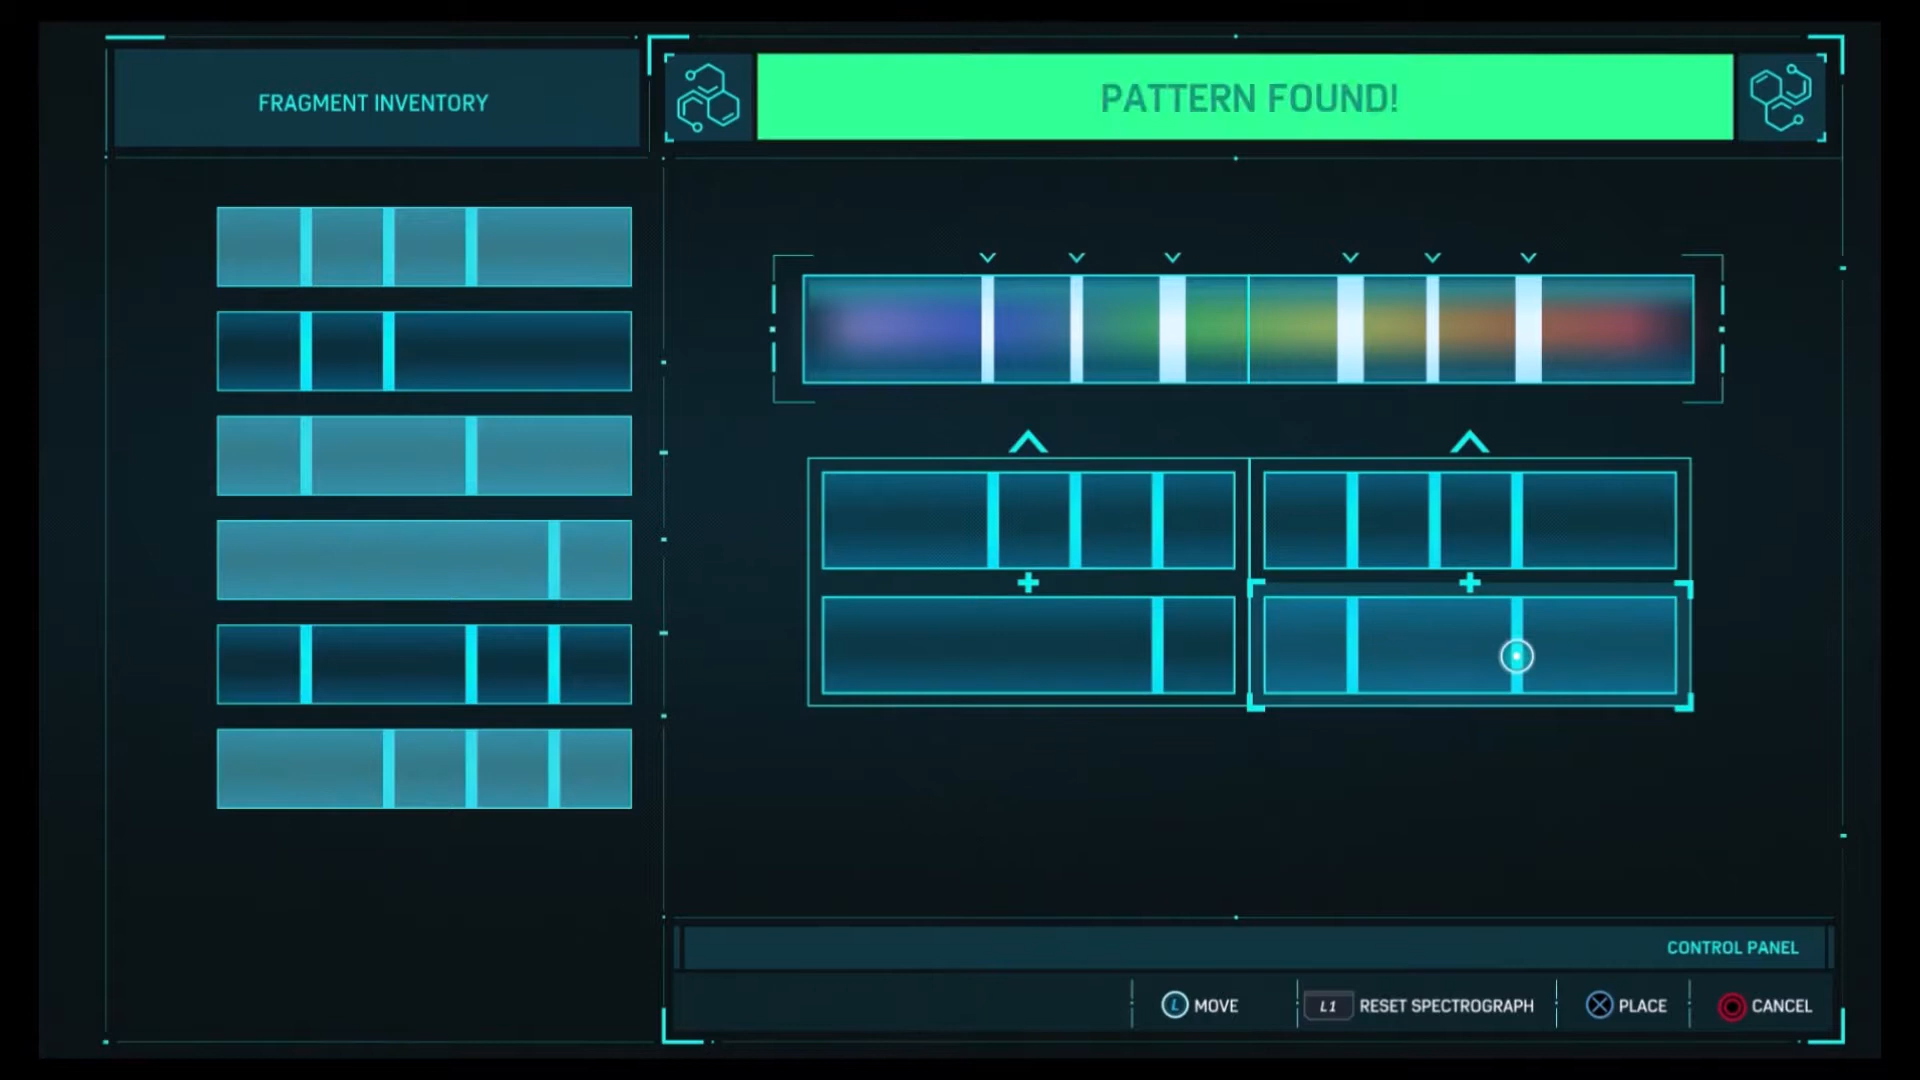 FRAGMENT INVENTORY
PATTERN FOUND!
CONTROL PANEL
L MOVE
L1 RESET SPECTROGRAPH
PLACE
CANCEL